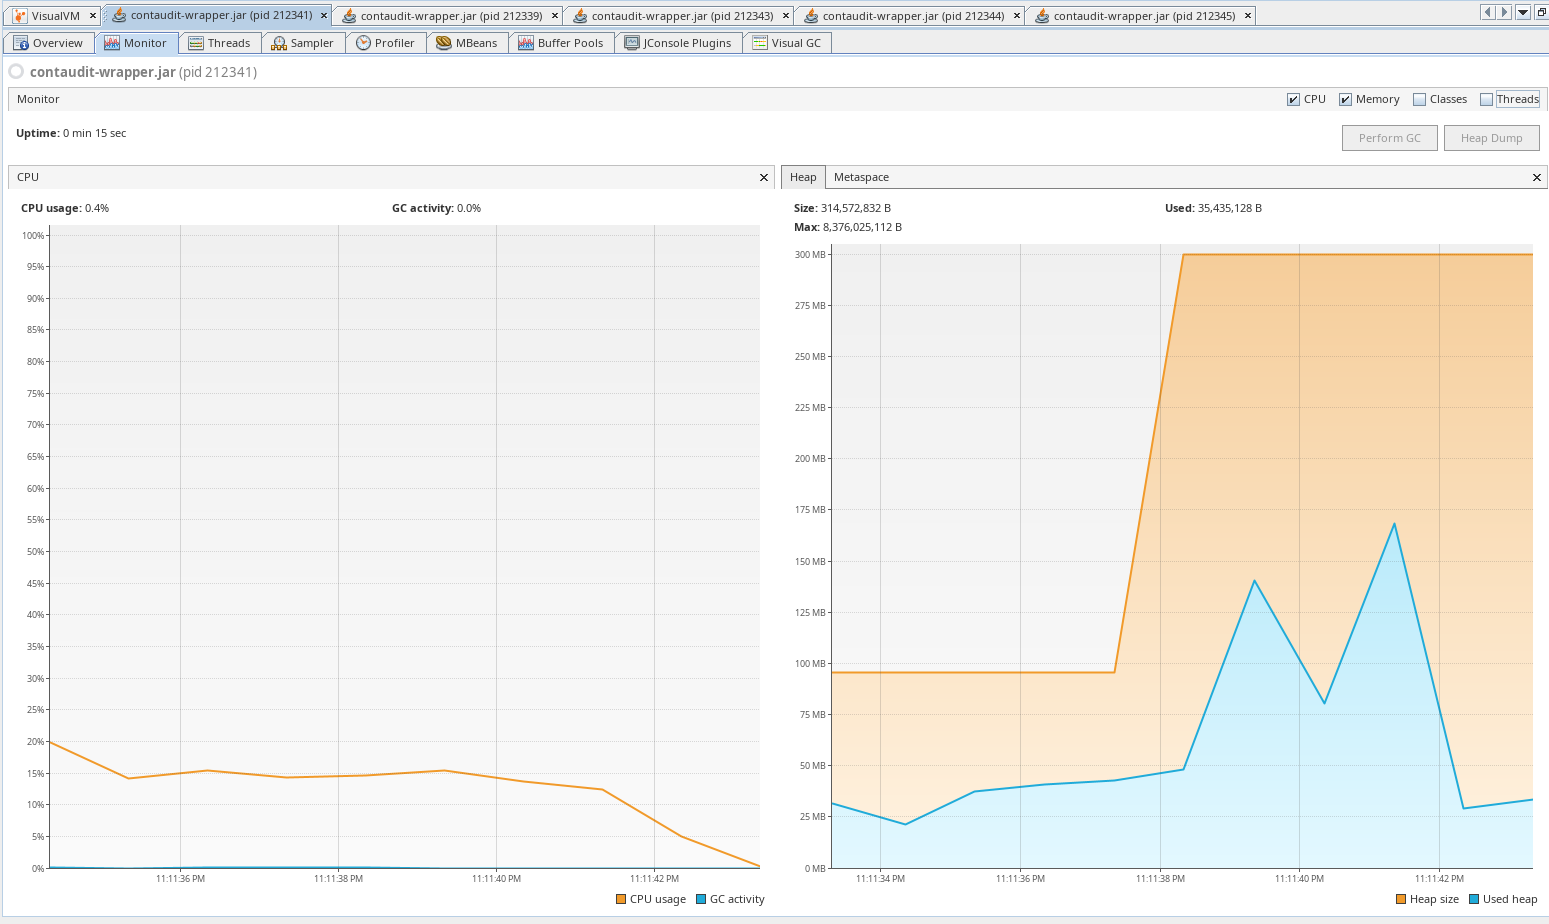 VisualVM contaudit-wrapper.jar (pid 212341) contaudit-wrapper.jar (pid 212339) contaudit-wrapper.jar (pid 212343) contaudit-wrapper.jar (pid 212344) contaudit-wrapper.jar (pid 212345)
Overview Monitor Threads Sampler Profiler MBeans Buffer Pools JConsole Plugins Visual GC
contaudit-wrapper.jar (pid 212341)
Monitor CPU Memory Classes Threads
Uptime: 0 min 15 sec
Perform GC Heap Dump
CPU
CPU usage: 0.4% GC activity: 0.0%
100%
95%
90%
85%
80%
75%
70%
65%
60%
55%
50%
45%
40%
35%
30%
25%
20%
15%
10%
5%
0%
11:11:36 PM 11:11:38 PM 11:11:40 PM 11:11:42 PM
CPU usage GC activity
Heap Metaspace
Size: 314,572,832 B Used: 35,435,128 B
Max: 8,376,025,112 B
300 MB
275 MB
250 MB
225 MB
200 MB
175 MB
150 MB
125 MB
100 MB
75 MB
50 MB
25 MB
0 MB
11:11:34 PM 11:11:36 PM 11:11:38 PM 11:11:40 PM 11:11:42 PM
Heap size Used heap